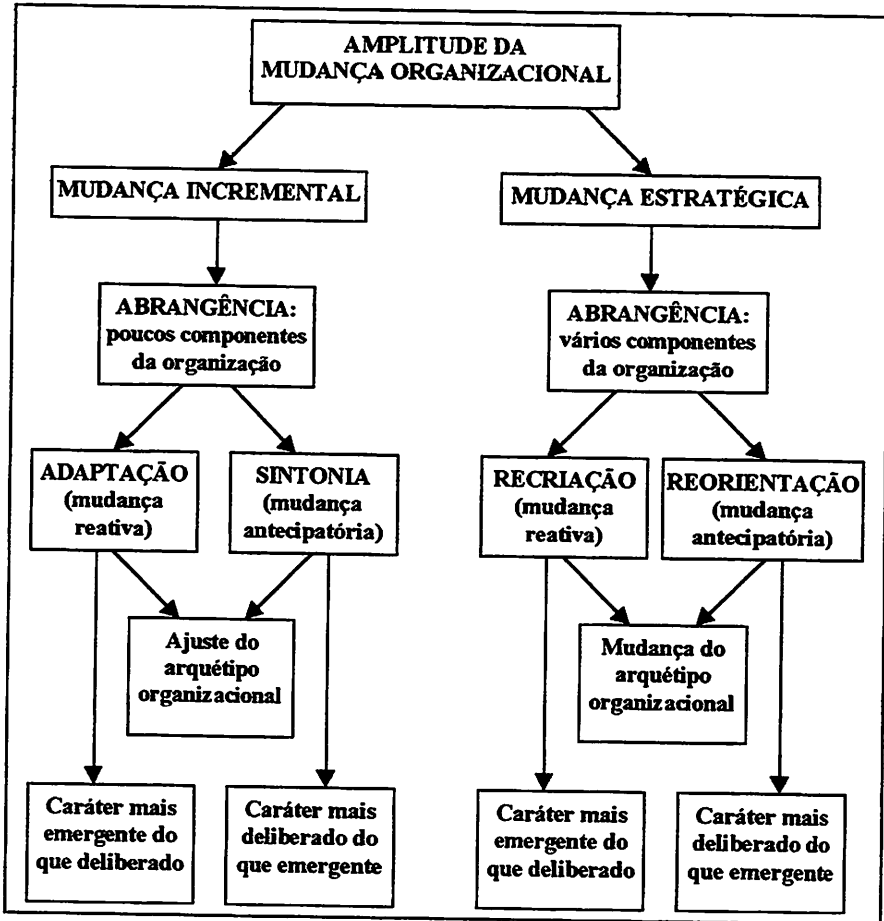 AMPLITUDE DA
MUDANÇA ORGANIZACIONAL
MUDANÇA INCREMENTAL
MUDANÇA ESTRATÉGICA
ABRANGÊNCIA:
poucos componentes
da organização
ABRANGÊNCIA:
vários componentes
da organização
ADAPTAÇÃO
(mudança
reativa)
SINTONIA
(mudança
antecipatória)
RECRIAÇÃO
(mudança
reativa)
REORIENTAÇÃO
(mudança
antecipatória)
Ajuste do
arquétipo
organizacional
Mudança do
arquétipo
organizacional
Caráter mais
emergente do
que deliberado
Caráter mais
deliberado do
que emergente
Caráter mais
emergente do
que deliberado
Caráter mais
deliberado do
que emergente